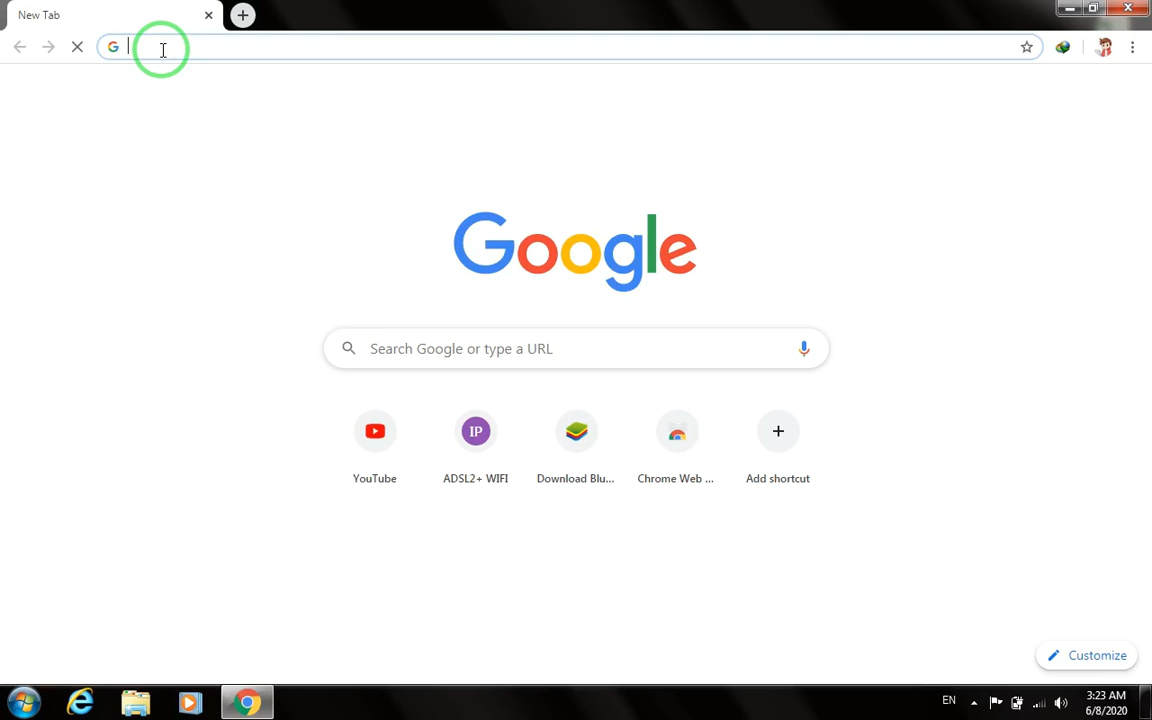 New Tab
Google
Search Google or type a URL
IP
YouTube
ADSL2+ WIFI
Download Blu...
Chrome Web ...
Add shortcut
Customize
EN
3:23 AM
6/8/2020